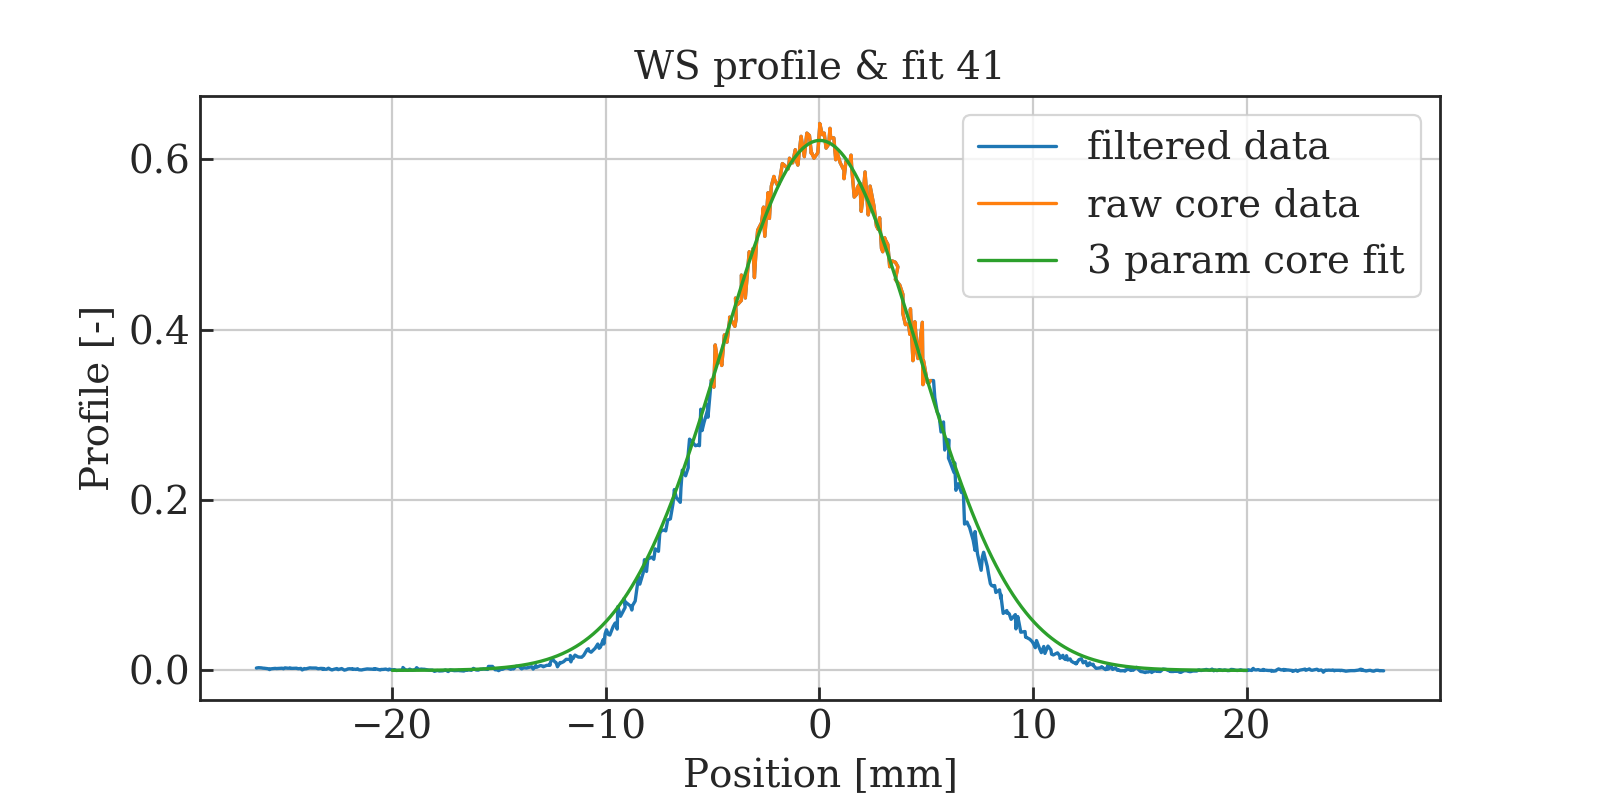 WS profile & fit 41
filtered data
raw core data
3 param core fit
Profile [-]
0.6
0.4
0.2
0.0
−20
−10
0
10
20
Position [mm]